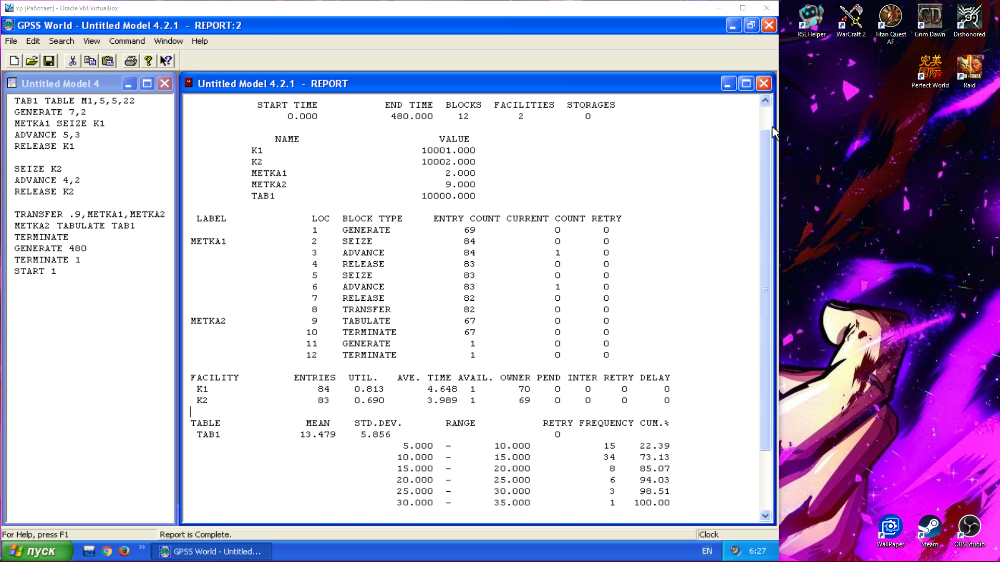 xp [Работает] - Oracle VM VirtualBox
GPSS World - Untitled Model 4.2.1 - REPORT:2
File Edit Search View Command Window Help
Untitled Model 4
TAB1 TABLE M1,5,5,22
GENERATE 7,2
METKA1 SEIZE K1
ADVANCE 5,3
RELEASE K1
SEIZE K2
ADVANCE 4,2
RELEASE K2
TRANSFER .9,METKA1,METKA2
METKA2 TABULATE TAB1
TERMINATE
GENERATE 480
TERMINATE 1
START 1
Untitled Model 4.2.1 - REPORT
START TIME END TIME BLOCKS FACILITIES STORAGES
0.000 480.000 12 2 0
NAME VALUE
K1 10001.000
K2 10002.000
METKA1 2.000
METKA2 9.000
TAB1 10000.000
LABEL LOC BLOCK TYPE ENTRY COUNT CURRENT COUNT RETRY
1 GENERATE 69 0 0
METKA1 2 SEIZE 84 0 0
3 ADVANCE 84 1 0
4 RELEASE 83 0 0
5 SEIZE 83 0 0
6 ADVANCE 83 1 0
7 RELEASE 82 0 0
8 TRANSFER 82 0 0
METKA2 9 TABULATE 67 0 0
10 TERMINATE 67 0 0
11 GENERATE 1 0 0
12 TERMINATE 1 0 0
FACILITY ENTRIES UTIL. AVE. TIME AVAIL. OWNER PEND INTER RETRY DELAY
K1 84 0.813 4.648 1 70 0 0 0 0
K2 83 0.690 3.989 1 69 0 0 0 0
TABLE MEAN STD.DEV. RANGE RETRY FREQUENCY CUM.%
TAB1 13.479 5.856 0
5.000 - 10.000 15 22.39
10.000 - 15.000 34 73.13
15.000 - 20.000 8 85.07
20.000 - 25.000 6 94.03
25.000 - 30.000 3 98.51
30.000 - 35.000 1 100.00
For Help, press F1
Report is Complete.
Clock
пуск
DEV
GPSS World - Untitled...
EN
6:27
RSLHelper
WarCraft 2
Titan Quest
AE
GD
Grim Dawn
Dishonored
完美
国际
Perfect World
Raid
WallPaper
Steam
OBS Studio